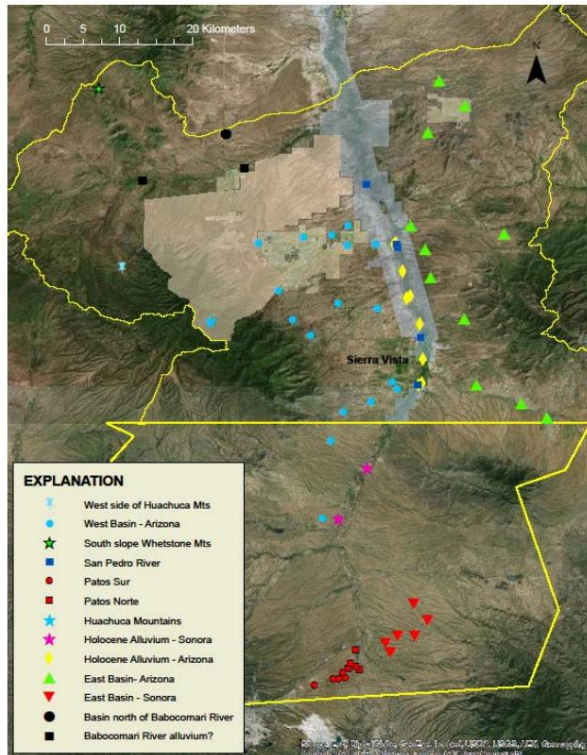 0 10 20 Kilometers
N
Sierra Vista
EXPLANATION
West side of Huachuca Mts
West Basin - Arizona
South slope Whetstone Mts
San Pedro River
Patos Sur
Patos Norte
Huachuca Mountains
Holocene Alluvium - Sonora
Holocene Alluvium - Arizona
East Basin- Arizona
East Basin - Sonora
Basin north of Babocomari River
Babocomari River alluvium?